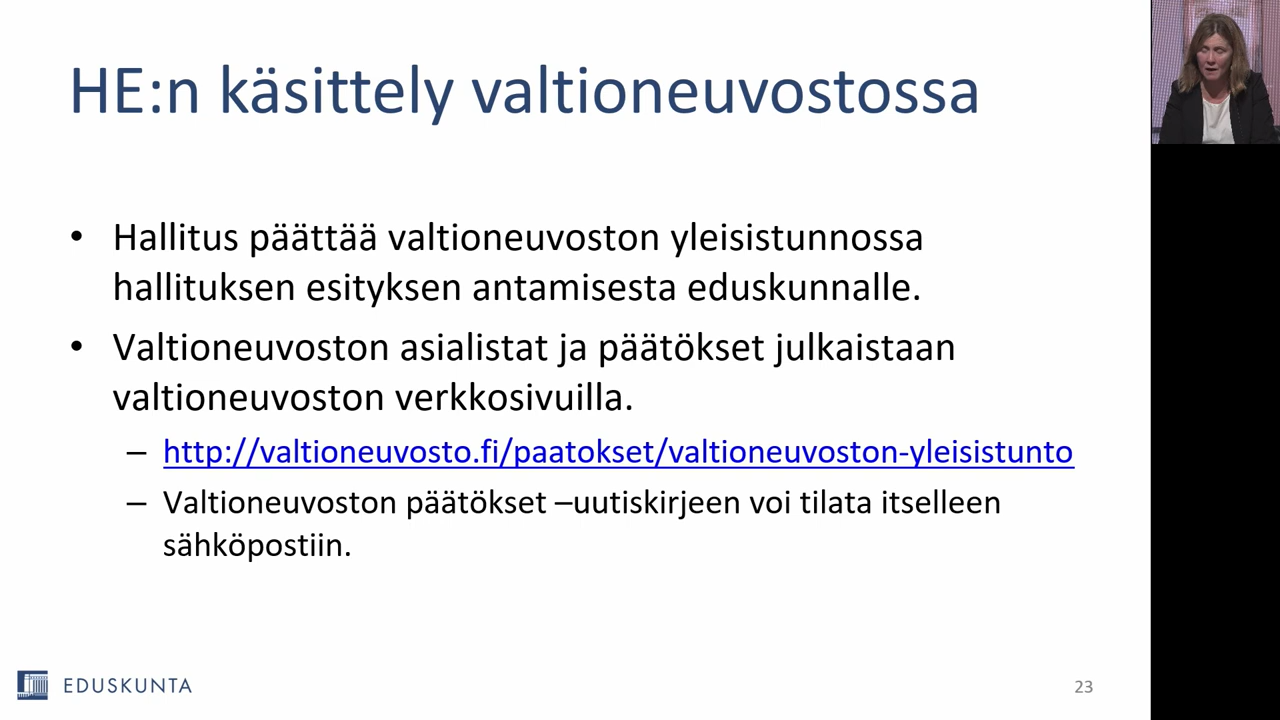 HE:n käsittely valtioneuvostossa
• Hallitus päättää valtioneuvoston yleisistunnossa
hallituksen esityksen antamisesta eduskunnalle.
• Valtioneuvoston asialistat ja päätökset julkaistaan
valtioneuvoston verkkosivuilla.
– http://valtioneuvosto.fi/paatokset/valtioneuvoston-yleisistunto
– Valtioneuvoston päätökset –uutiskirjeen voi tilata itselleen
sähköpostiin.
EDUSKUNTA
23